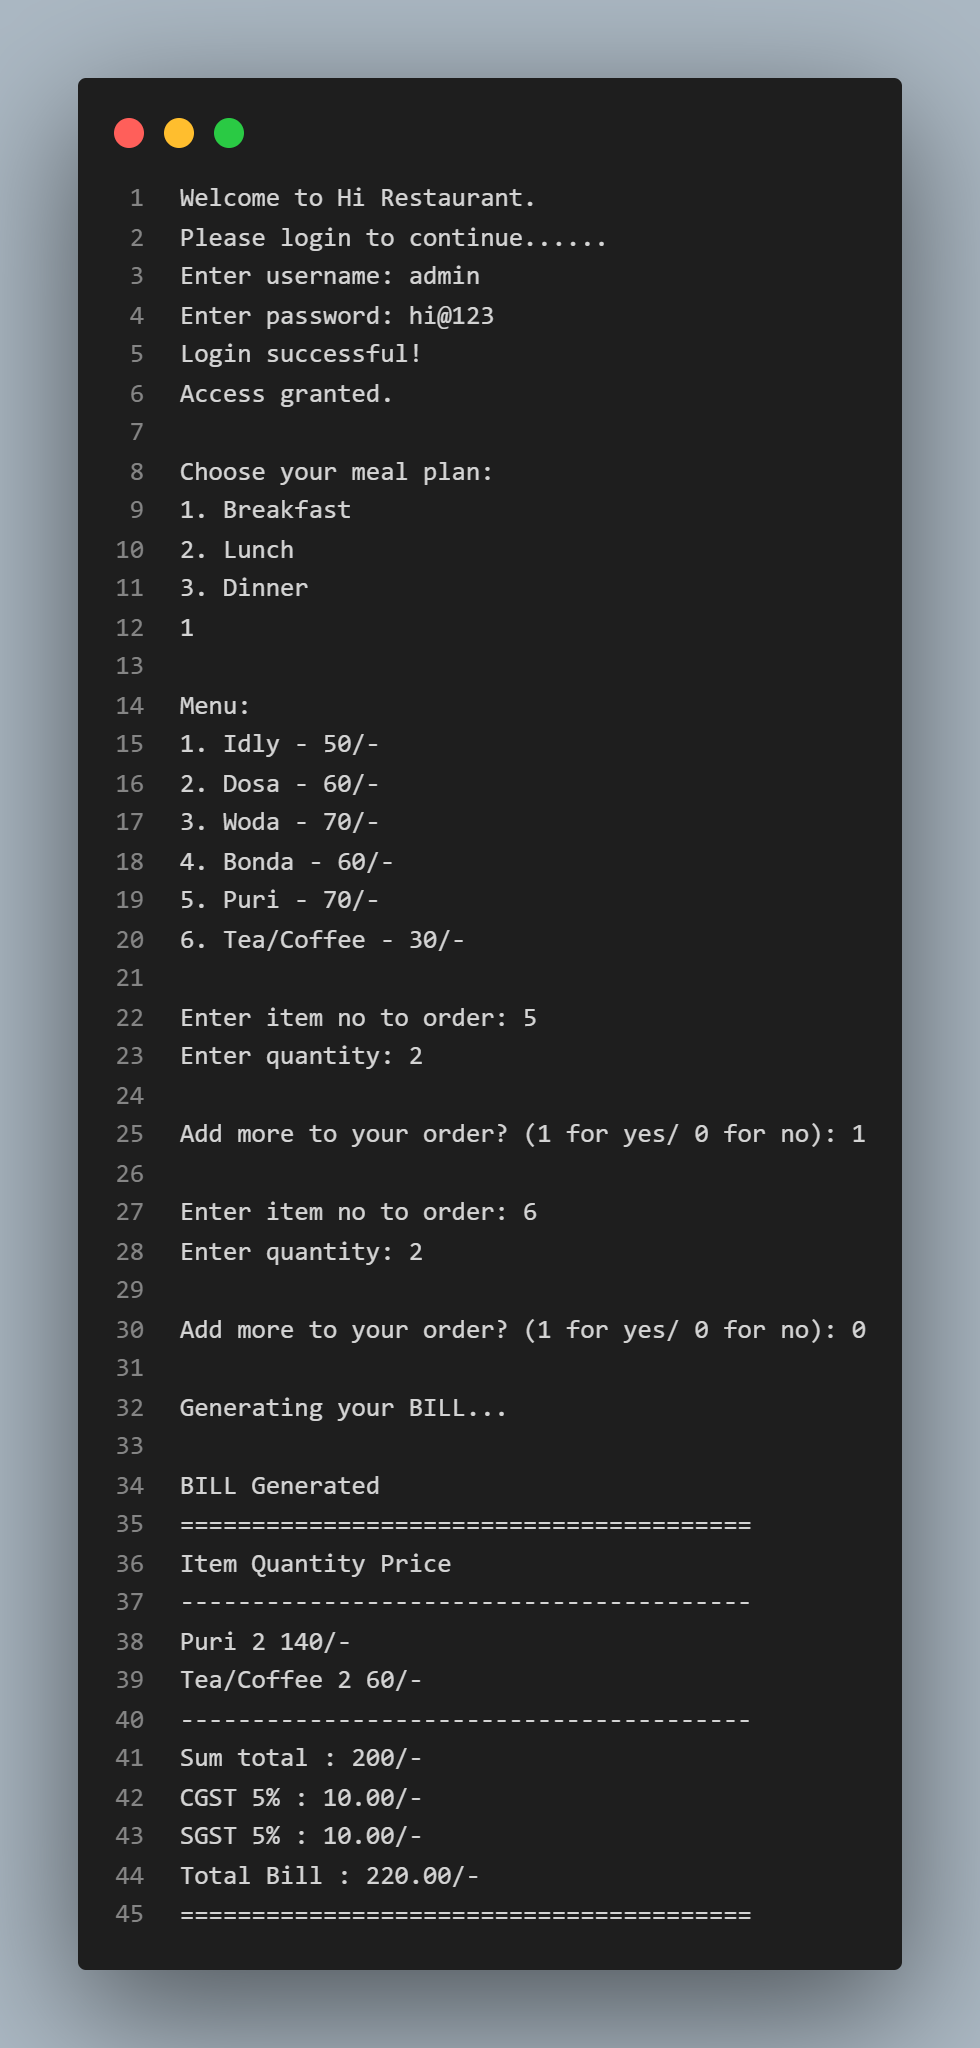 1 Welcome to Hi Restaurant.
2 Please login to continue......
3 Enter username: admin
4 Enter password: hi@123
5 Login successful!
6 Access granted.
7
8 Choose your meal plan:
9 1. Breakfast
10 2. Lunch
11 3. Dinner
12 1
13
14 Menu:
15 1. Idly - 50/-
16 2. Dosa - 60/-
17 3. Woda - 70/-
18 4. Bonda - 60/-
19 5. Puri - 70/-
20 6. Tea/Coffee - 30/-
21
22 Enter item no to order: 5
23 Enter quantity: 2
24
25 Add more to your order? (1 for yes/ 0 for no): 1
26
27 Enter item no to order: 6
28 Enter quantity: 2
29
30 Add more to your order? (1 for yes/ 0 for no): 0
31
32 Generating your BILL...
33
34 BILL Generated
35 ========================================
36 Item Quantity Price
37 ----------------------------------------
38 Puri 2 140/-
39 Tea/Coffee 2 60/-
40 ----------------------------------------
41 Sum total : 200/-
42 CGST 5% : 10.00/-
43 SGST 5% : 10.00/-
44 Total Bill : 220.00/-
45 ========================================